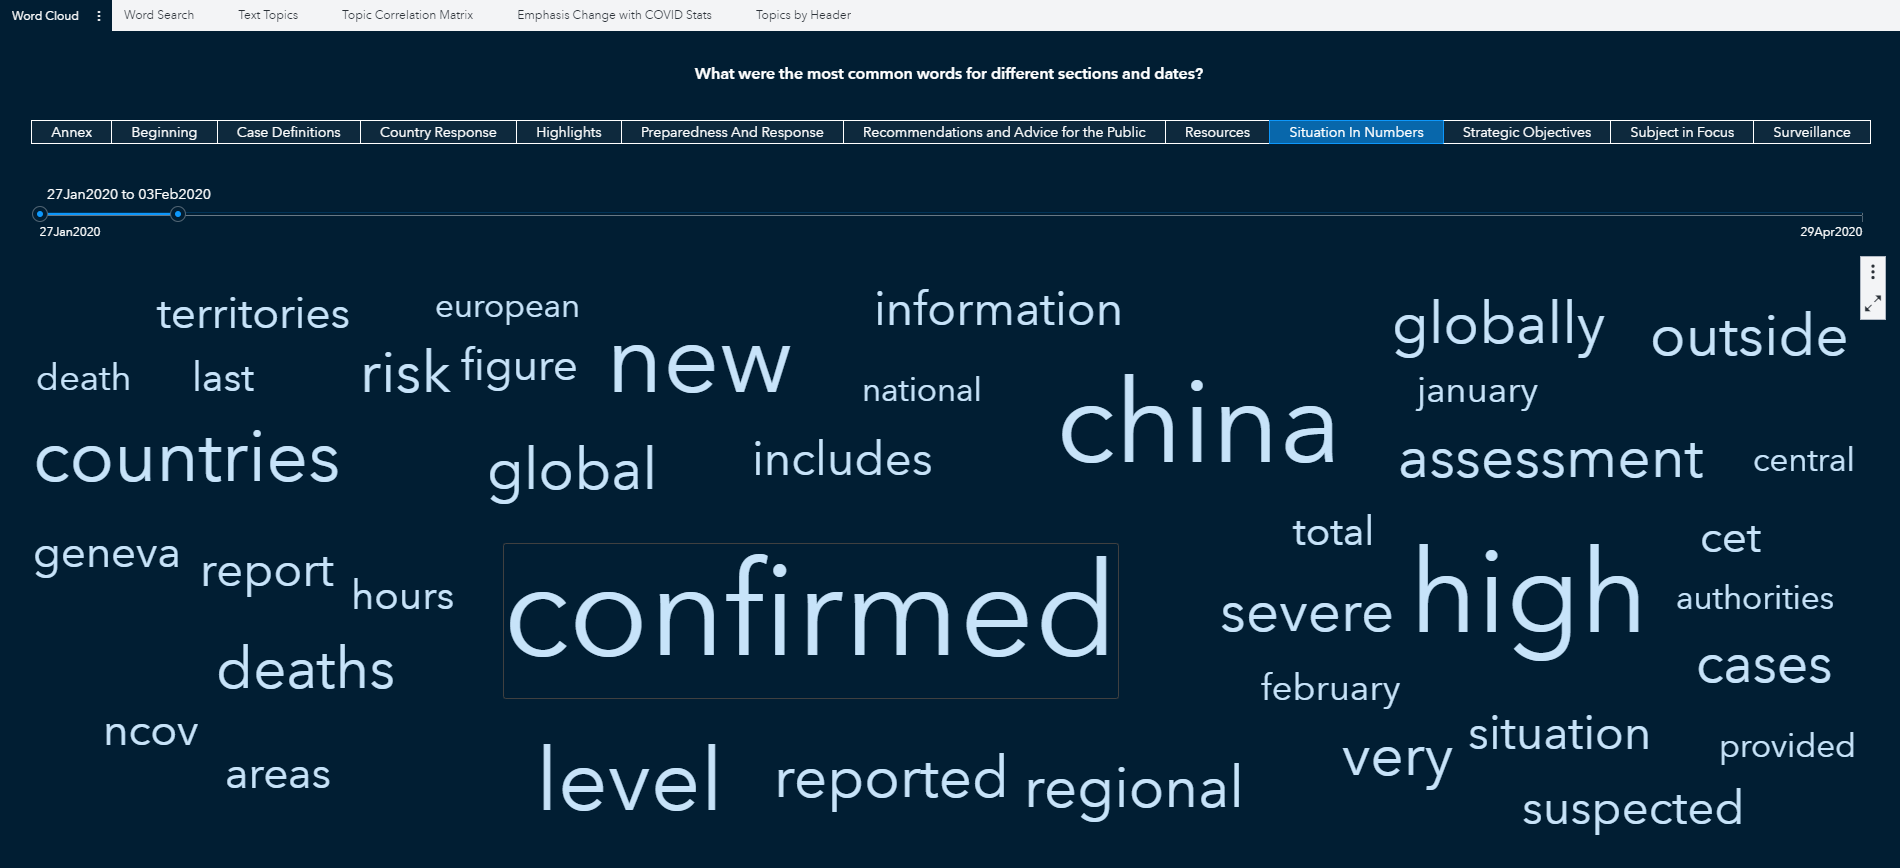 Word Cloud Word Search Text Topics Topic Correlation Matrix Emphasis Change with COVID Stats Topics by Header
What were the most common words for different sections and dates?
Annex Beginning Case Definitions Country Response Highlights Preparedness And Response Recommendations and Advice for the Public Resources Situation In Numbers Strategic Objectives Subject in Focus Surveillance
27Jan2020 to 03Feb2020
27Jan2020 29Apr2020
territories european information globally outside
death last risk figure new national china january
countries global includes assessment central
geneva report hours confirmed total high cet
severe authorities
deaths february cases
ncov areas level reported regional very situation provided
suspected